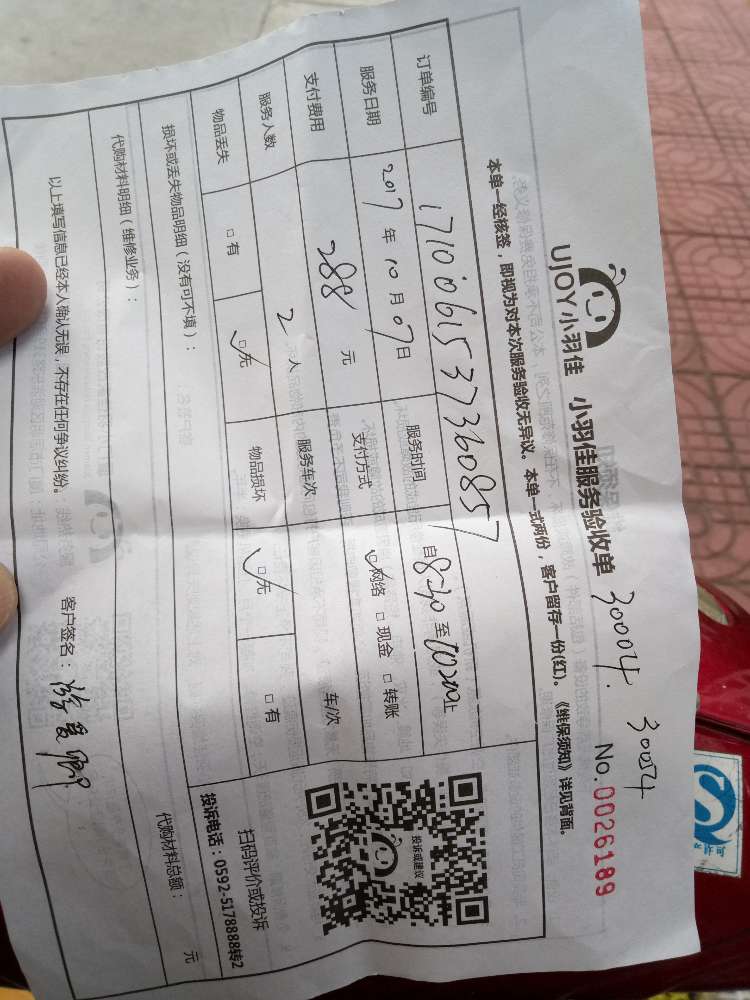 UJOY小羽佳 小羽佳服务验收单 30004. 30054
No.0026189
本单一经核签，即视为对本次服务验收无异议。本单一式两份，客户留存一份(红)。《维保须知》详见背面。
订单编号 1710061537360857
服务日期 2017 年 10 月 07 日 服务时间 自 8:30 至 10200 止
支付费用 288 元 支付方式 □网络 □现金 □转账
服务人数 2 人 服务车次 车/次
物品丢失 □有 □无 物品损坏 □无 □有
损坏或丢失物品明细（没有可不填）：
代购材料明细（维修业务）：
代购材料总额： 元
投诉或建议
扫码评价或投诉
投诉电话：0592-5178888转2
以上填写信息已经本人确认无误，不存在任何争议纠纷。 客户签名：